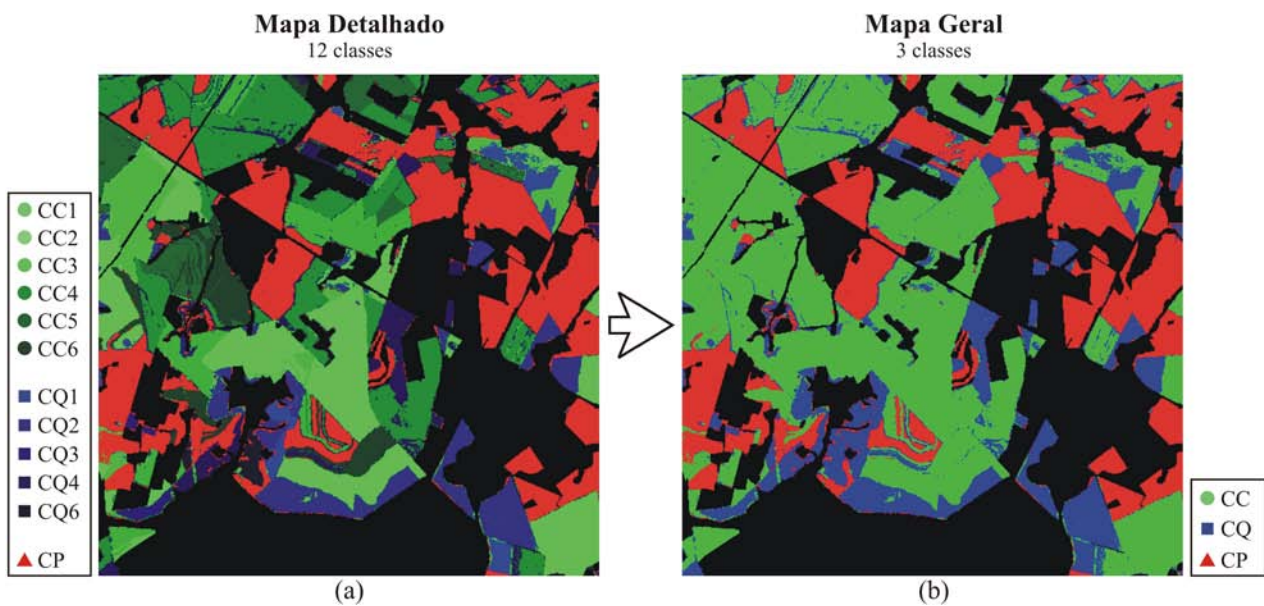 Mapa Detalhado
12 classes
Mapa Geral
3 classes
CC1
CC2
CC3
CC4
CC5
CC6
CQ1
CQ2
CQ3
CQ4
CQ6
CP
CC
CQ
CP
(a)
(b)